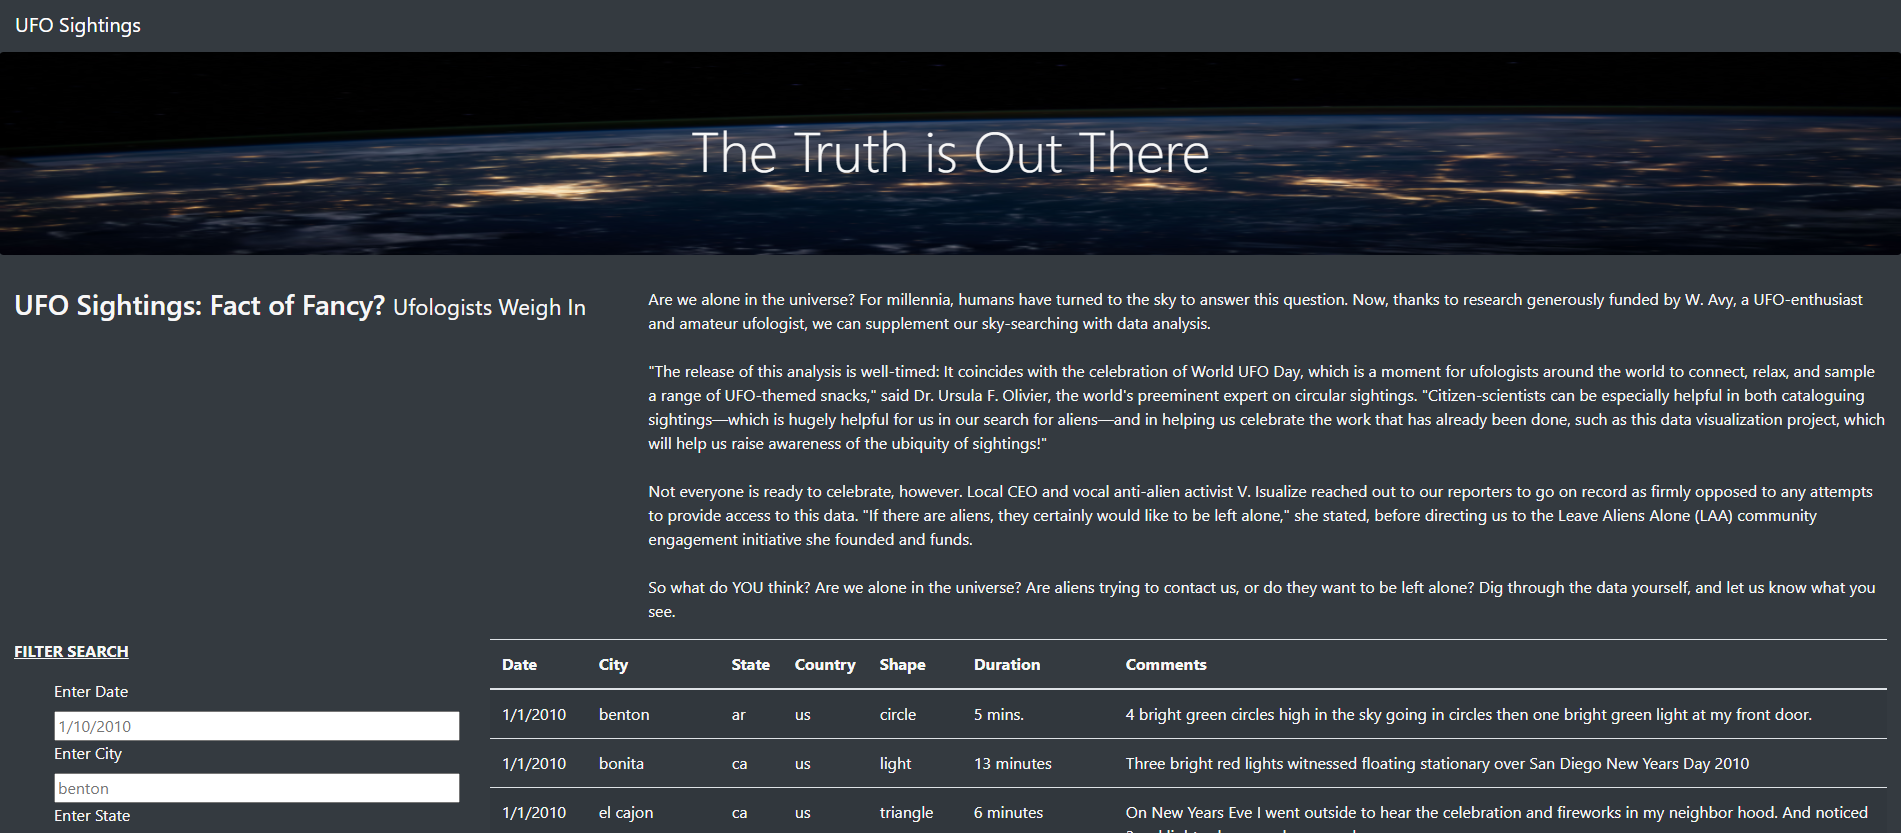 UFO Sightings
The Truth is Out There
UFO Sightings: Fact of Fancy? Ufologists Weigh In
Are we alone in the universe? For millennia, humans have turned to the sky to answer this question. Now, thanks to research generously funded by W. Avy, a UFO-enthusiast
and amateur ufologist, we can supplement our sky-searching with data analysis.
"The release of this analysis is well-timed: It coincides with the celebration of World UFO Day, which is a moment for ufologists around the world to connect, relax, and sample
a range of UFO-themed snacks," said Dr. Ursula F. Olivier, the world's preeminent expert on circular sightings. "Citizen-scientists can be especially helpful in both cataloguing
sightings—which is hugely helpful for us in our search for aliens—and in helping us celebrate the work that has already been done, such as this data visualization project, which
will help us raise awareness of the ubiquity of sightings!"
Not everyone is ready to celebrate, however. Local CEO and vocal anti-alien activist V. Isualize reached out to our reporters to go on record as firmly opposed to any attempts
to provide access to this data. "If there are aliens, they certainly would like to be left alone," she stated, before directing us to the Leave Aliens Alone (LAA) community
engagement initiative she founded and funds.
So what do YOU think? Are we alone in the universe? Are aliens trying to contact us, or do they want to be left alone? Dig through the data yourself, and let us know what you
see.
FILTER SEARCH
Enter Date
1/10/2010
Enter City
benton
Enter State
Date City State Country Shape Duration Comments
1/1/2010 benton ar us circle 5 mins. 4 bright green circles high in the sky going in circles then one bright green light at my front door.
1/1/2010 bonita ca us light 13 minutes Three bright red lights witnessed floating stationary over San Diego New Years Day 2010
1/1/2010 el cajon ca us triangle 6 minutes On New Years Eve I went outside to hear the celebration and fireworks in my neighbor hood. And noticed